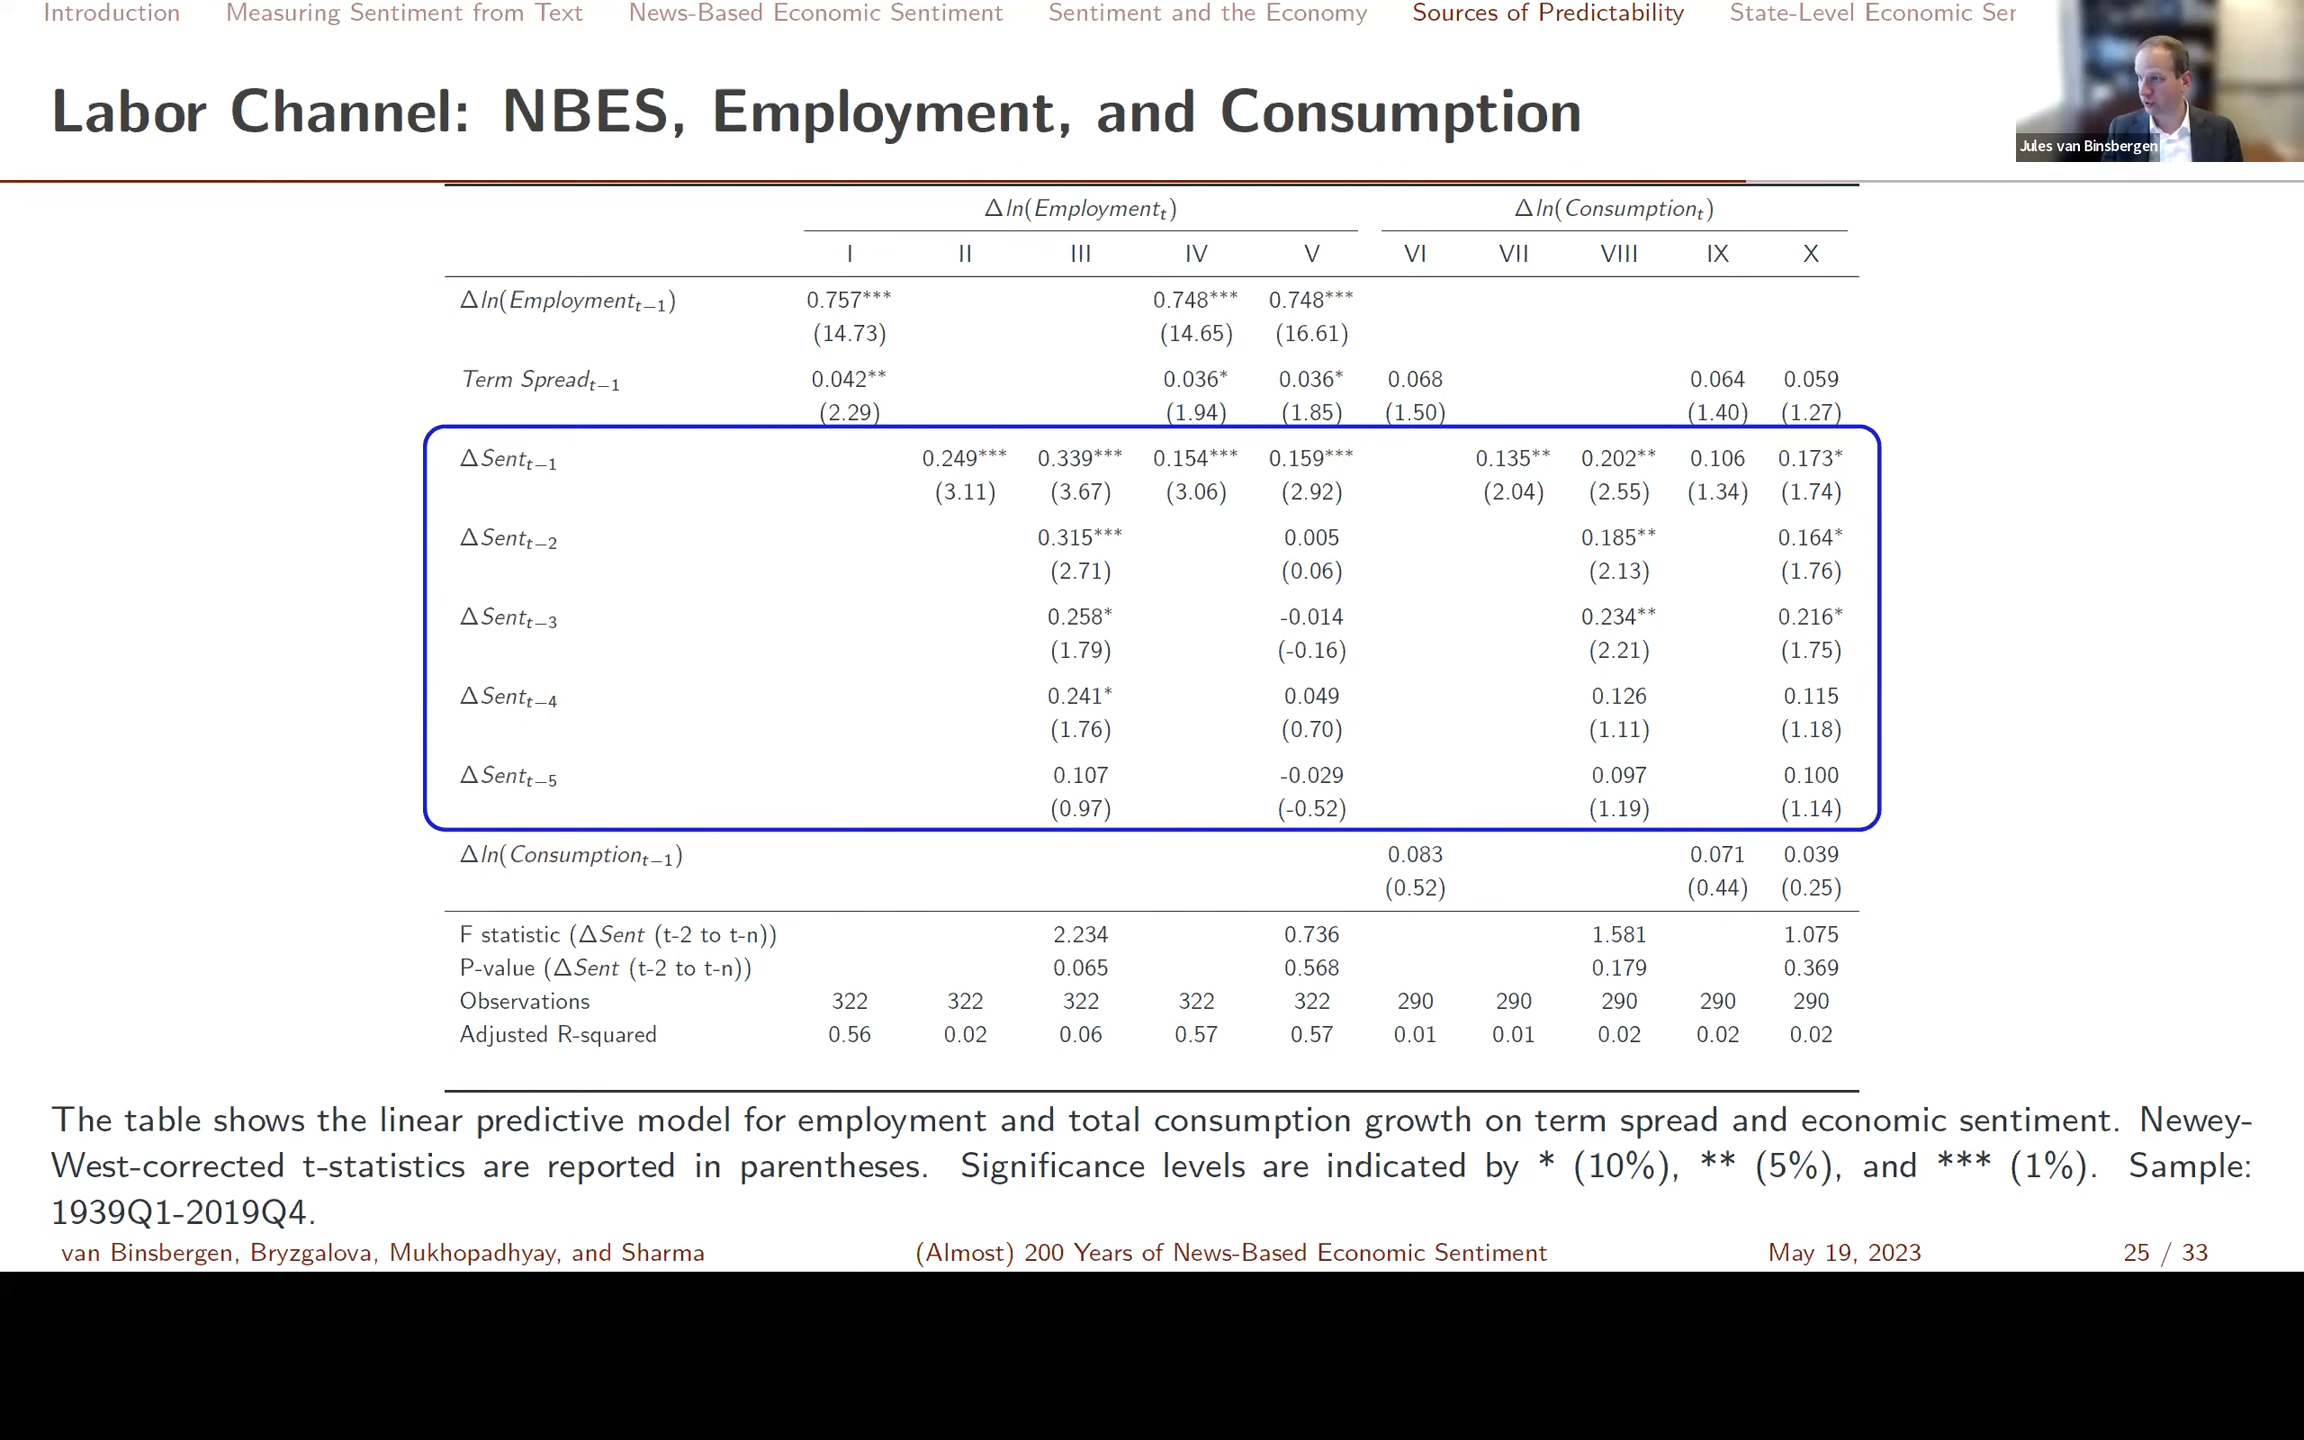 Introduction Measuring Sentiment from Text News-Based Economic Sentiment Sentiment and the Economy Sources of Predictability State-Level Economic Ser
Labor Channel: NBES, Employment, and Consumption
Jules van Binsbergen
Δln(Employmentₜ) Δln(Consumptionₜ)
I II III IV V VI VII VIII IX X
Δln(Employmentₜ₋₁) 0.757*** 0.748*** 0.748***
(14.73) (14.65) (16.61)
Term Spreadₜ₋₁ 0.042** 0.036* 0.036* 0.068 0.064 0.059
(2.29) (1.94) (1.85) (1.50) (1.40) (1.27)
ΔSentₜ₋₁ 0.249*** 0.339*** 0.154*** 0.159*** 0.135** 0.202** 0.106 0.173*
(3.11) (3.67) (3.06) (2.92) (2.04) (2.55) (1.34) (1.74)
ΔSentₜ₋₂ 0.315*** 0.005 0.185** 0.164*
(2.71) (0.06) (2.13) (1.76)
ΔSentₜ₋₃ 0.258* -0.014 0.234** 0.216*
(1.79) (-0.16) (2.21) (1.75)
ΔSentₜ₋₄ 0.241* 0.049 0.126 0.115
(1.76) (0.70) (1.11) (1.18)
ΔSentₜ₋₅ 0.107 -0.029 0.097 0.100
(0.97) (-0.52) (1.19) (1.14)
Δln(Consumptionₜ₋₁) 0.083 0.071 0.039
(0.52) (0.44) (0.25)
F statistic (ΔSent (t-2 to t-n)) 2.234 0.736 1.581 1.075
P-value (ΔSent (t-2 to t-n)) 0.065 0.568 0.179 0.369
Observations 322 322 322 322 322 290 290 290 290 290
Adjusted R-squared 0.56 0.02 0.06 0.57 0.57 0.01 0.01 0.02 0.02 0.02
The table shows the linear predictive model for employment and total consumption growth on term spread and economic sentiment. Newey-
West-corrected t-statistics are reported in parentheses. Significance levels are indicated by * (10%), ** (5%), and *** (1%). Sample:
1939Q1-2019Q4.
van Binsbergen, Bryzgalova, Mukhopadhyay, and Sharma (Almost) 200 Years of News-Based Economic Sentiment May 19, 2023 25 / 33